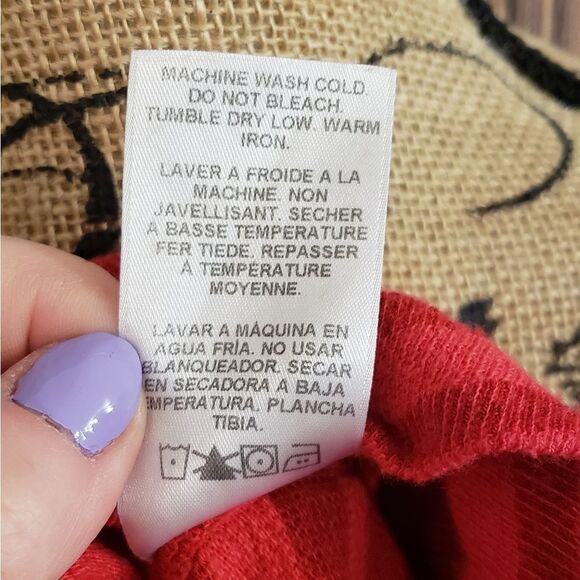 MACHINE WASH COLD.
DO NOT BLEACH.
TUMBLE DRY LOW. WARM
IRON.
LAVER A FROIDE A LA
MACHINE. NON
JAVELLISANT. SECHER
A BASSE TEMPERATURE
FER TIEDE. REPASSER
À TEMPÉRATURE
MOYENNE.
LAVAR A MÁQUINA EN
AGUA FRÍA. NO USAR
BLANQUEADOR. SECAR
EN SECADORA A BAJA
EMPERATURA. PLANCHA
TIBIA.